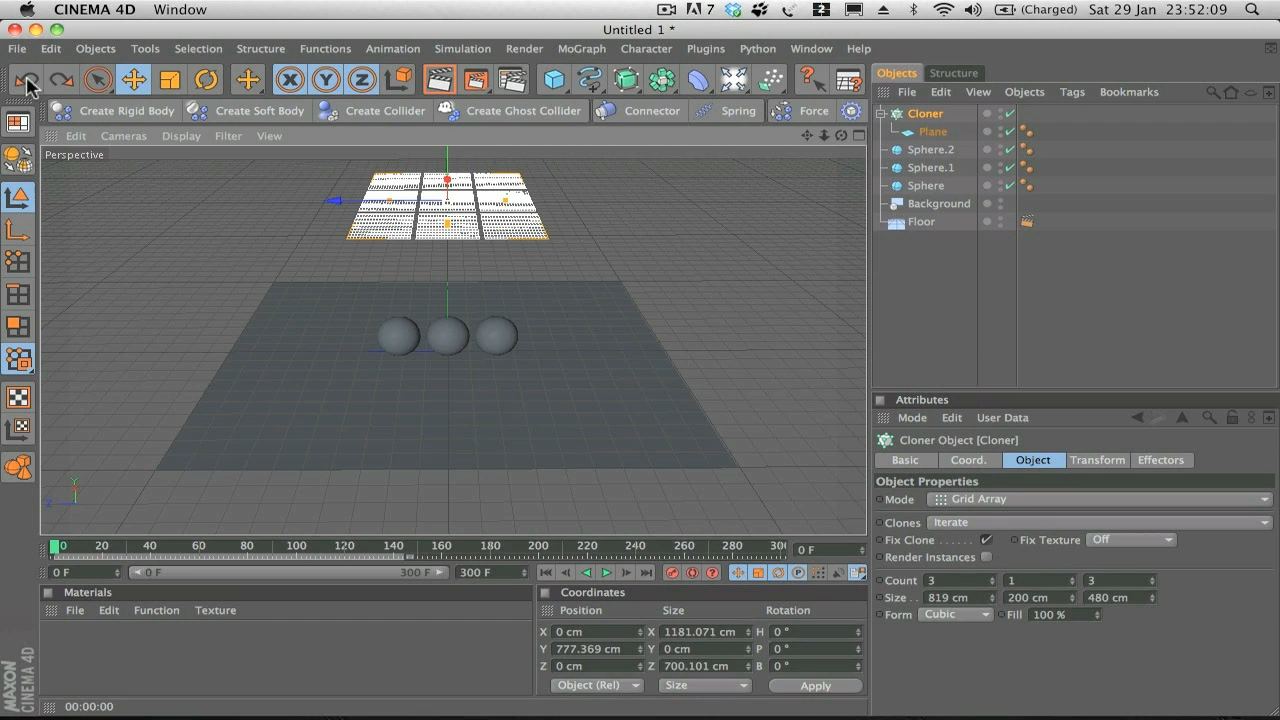 CINEMA 4D Window 7 2 (Charged) Sat 29 Jan 23:52:09
Untitled 1 *
File Edit Objects Tools Selection Structure Functions Animation Simulation Render MoGraph Character Plugins Python Window Help
X Y Z
Objects Structure
File Edit View Objects Tags Bookmarks
Create Rigid Body Create Soft Body Create Collider Create Ghost Collider Connector Spring Force
Edit Cameras Display Filter View
Perspective
Cloner
Plane
Sphere.2
Sphere.1
Sphere
Background
Floor
Y
Attributes
Mode Edit User Data
Cloner Object [Cloner]
Basic Coord. Object Transform Effectors
Object Properties
Mode Grid Array
Clones Iterate
Fix Clone ...... Fix Texture Off
Render Instances
Count 3 1 3
Size .. 819 cm 200 cm 480 cm
Form Cubic Fill 100 %
0 20 40 60 80 100 120 140 160 180 200 220 240 260 280 300 0 F
0 F 0 F 300 F 300 F
P
Materials
File Edit Function Texture
Coordinates
Position Size Rotation
X 0 cm X 1181.071 cm H 0 °
Y 777.369 cm Y 0 cm P 0 °
Z 0 cm Z 700.101 cm B 0 °
Object (Rel) Size Apply
MAXON CINEMA 4D
00:00:00